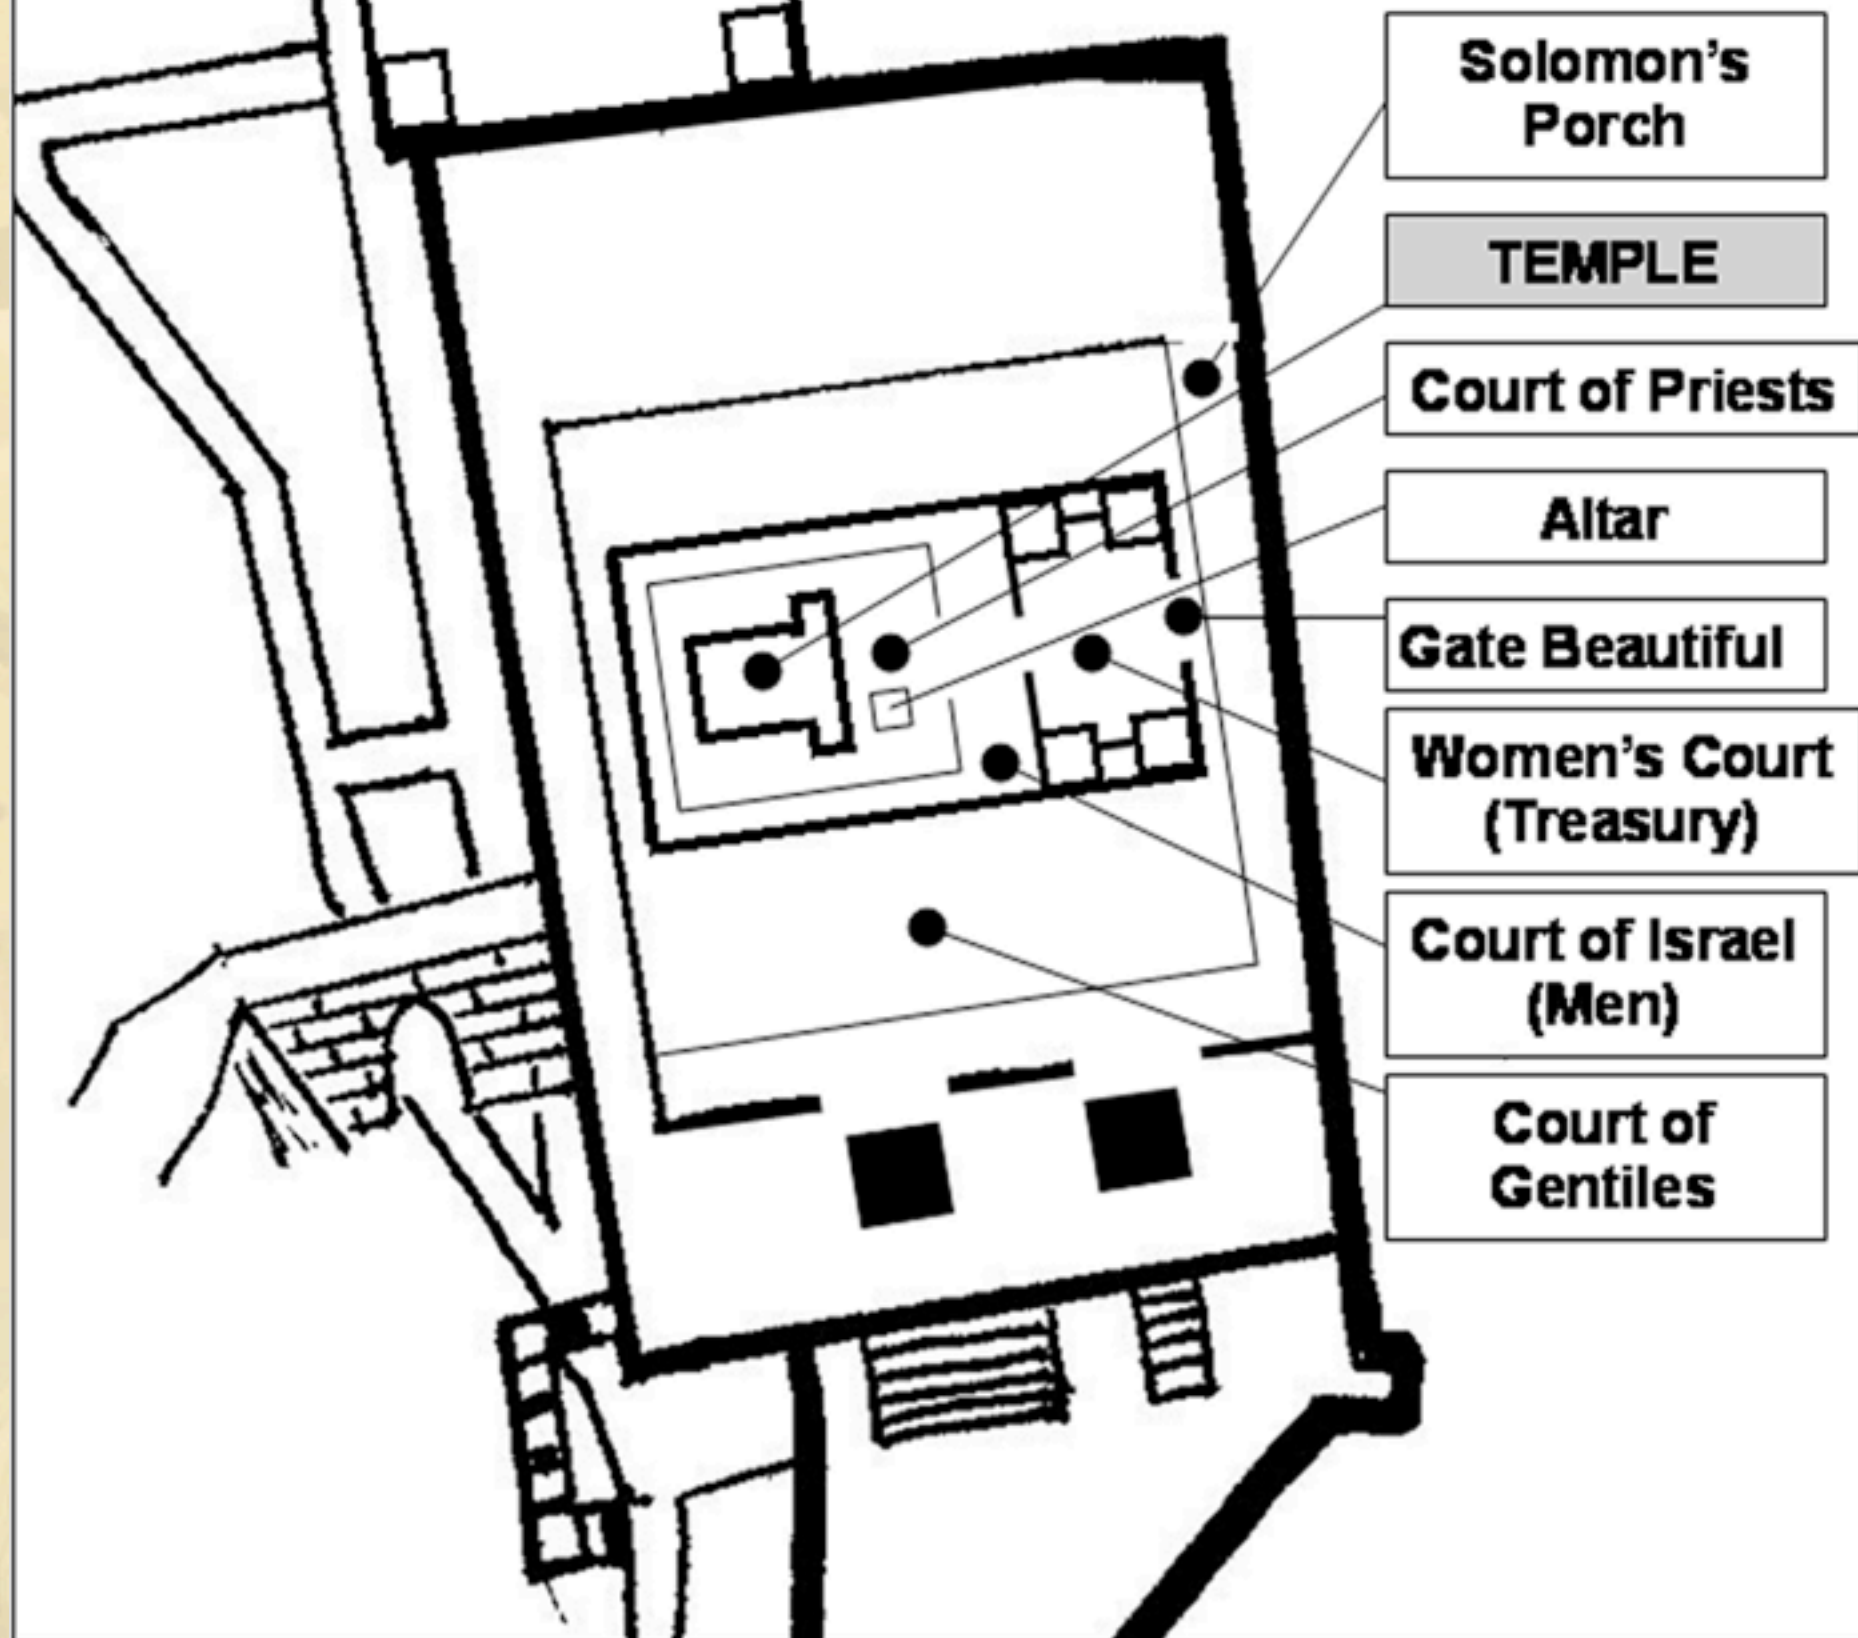 Solomon's
Porch
TEMPLE
Court of Priests
Altar
Gate Beautiful
Women's Court
(Treasury)
Court of Israel
(Men)
Court of
Gentiles